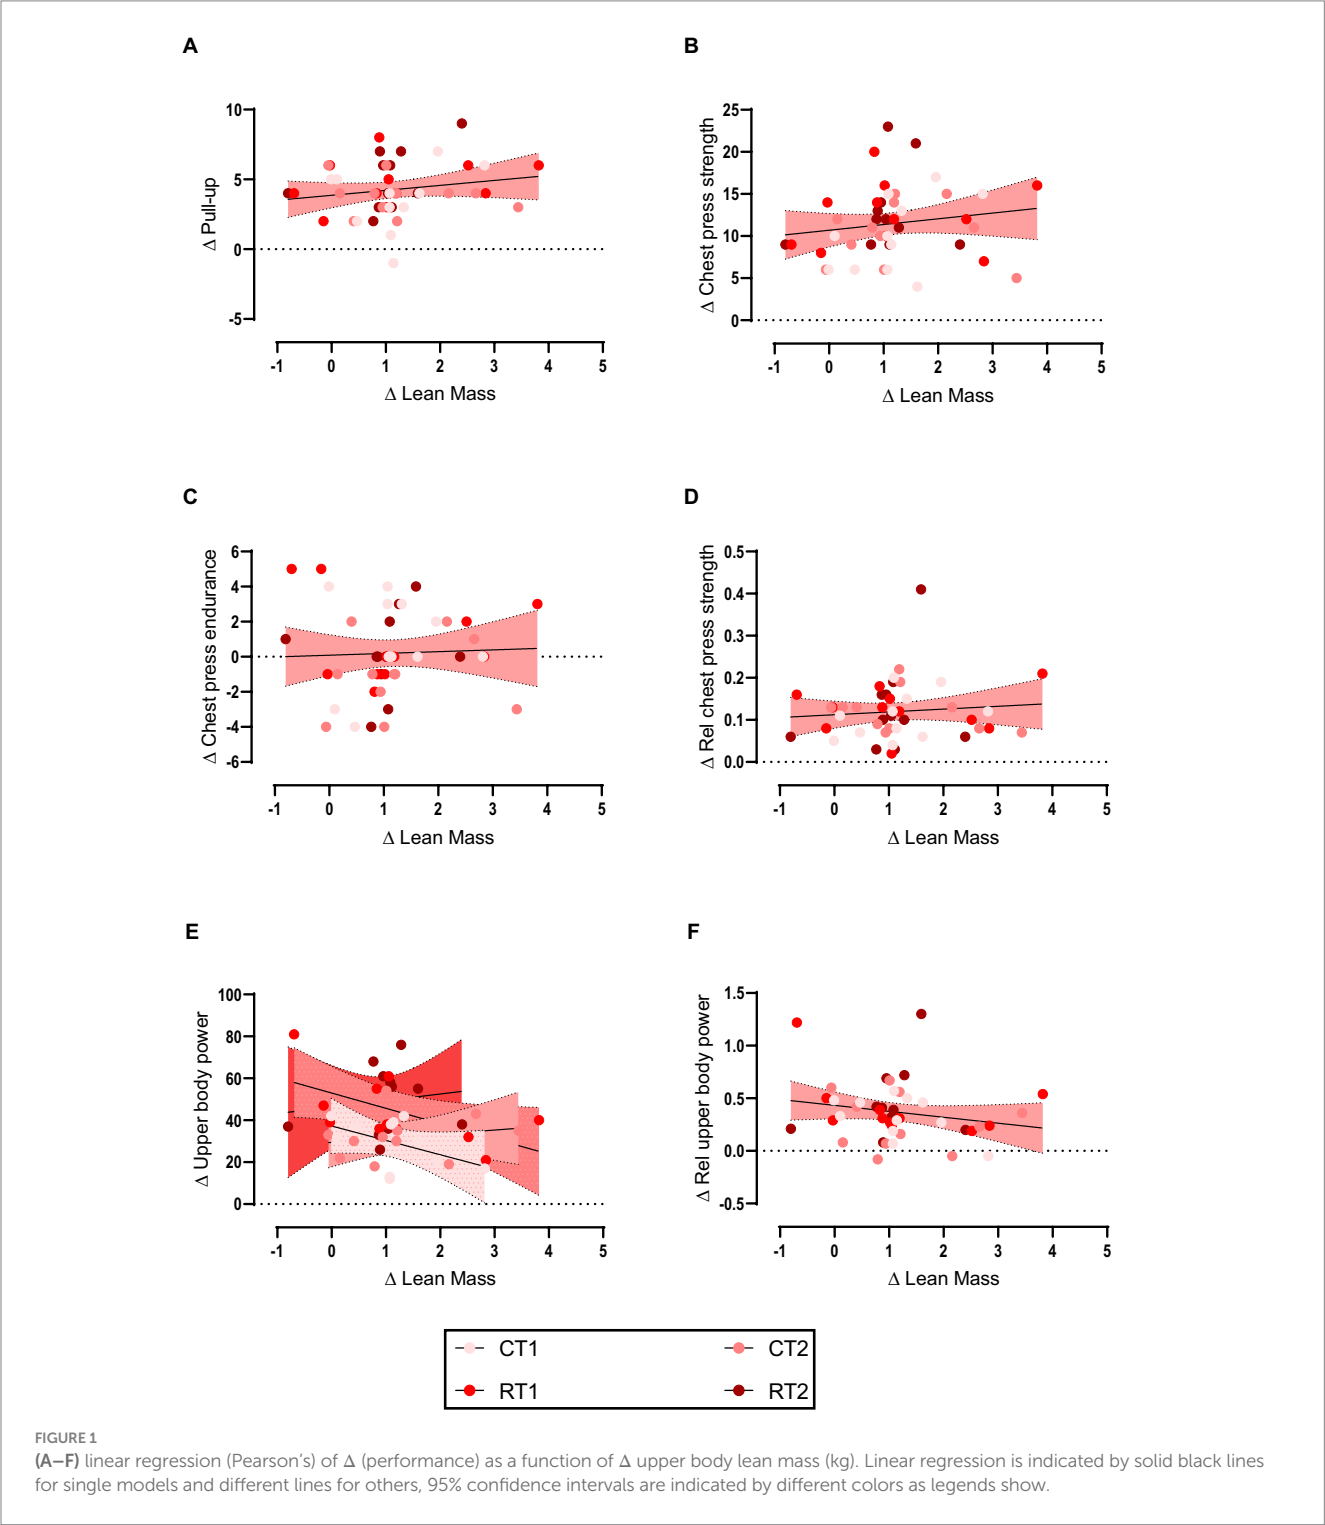 A
B
10
5
0
-5
Δ Pull-up
-1 0 1 2 3 4 5
Δ Lean Mass
25
20
15
10
5
0
Δ Chest press strength
-1 0 1 2 3 4 5
Δ Lean Mass
C
D
6
4
2
0
-2
-4
-6
Δ Chest press endurance
-1 0 1 2 3 4 5
Δ Lean Mass
0.5
0.4
0.3
0.2
0.1
0.0
Δ Rel chest press strength
-1 0 1 2 3 4 5
Δ Lean Mass
E
F
100
80
60
40
20
0
Δ Upper body power
-1 0 1 2 3 4 5
Δ Lean Mass
1.5
1.0
0.5
0.0
-0.5
Δ Rel upper body power
-1 0 1 2 3 4 5
Δ Lean Mass
CT1 CT2
RT1 RT2
FIGURE 1
(A–F) linear regression (Pearson's) of Δ (performance) as a function of Δ upper body lean mass (kg). Linear regression is indicated by solid black lines
for single models and different lines for others, 95% confidence intervals are indicated by different colors as legends show.